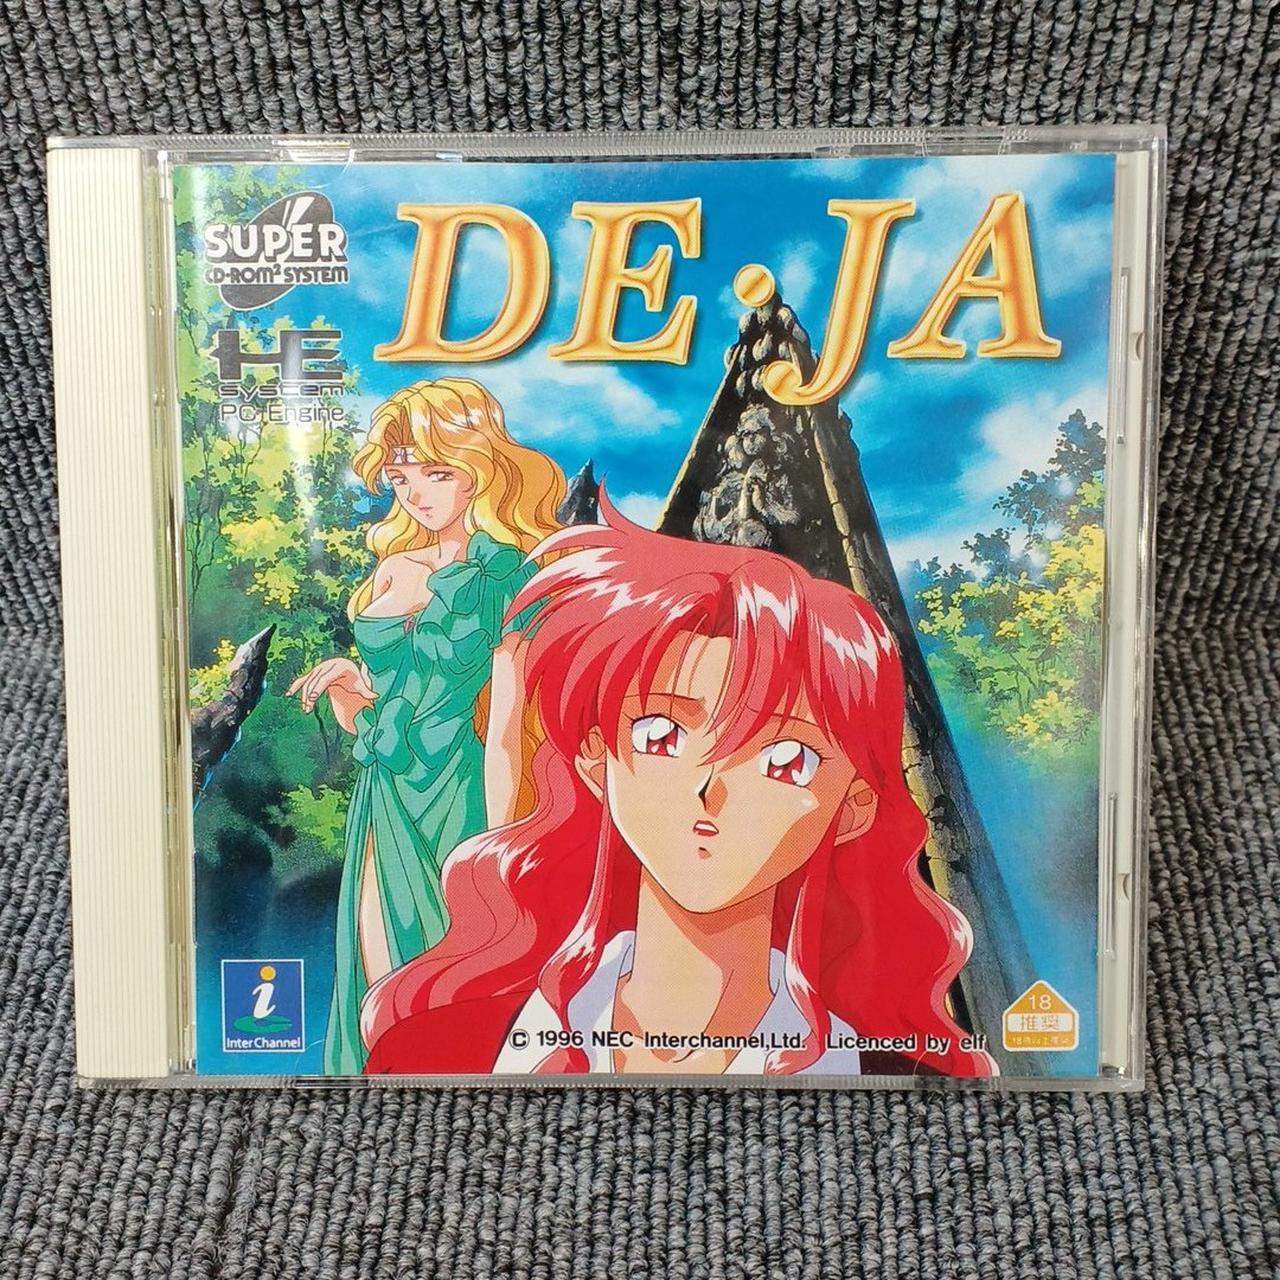 DE・JA
SUPER
CD-ROM² SYSTEM
HE
system
PC Engine
i
InterChannel
© 1996 NEC Interchannel,Ltd. Licenced by elf
18
推奨